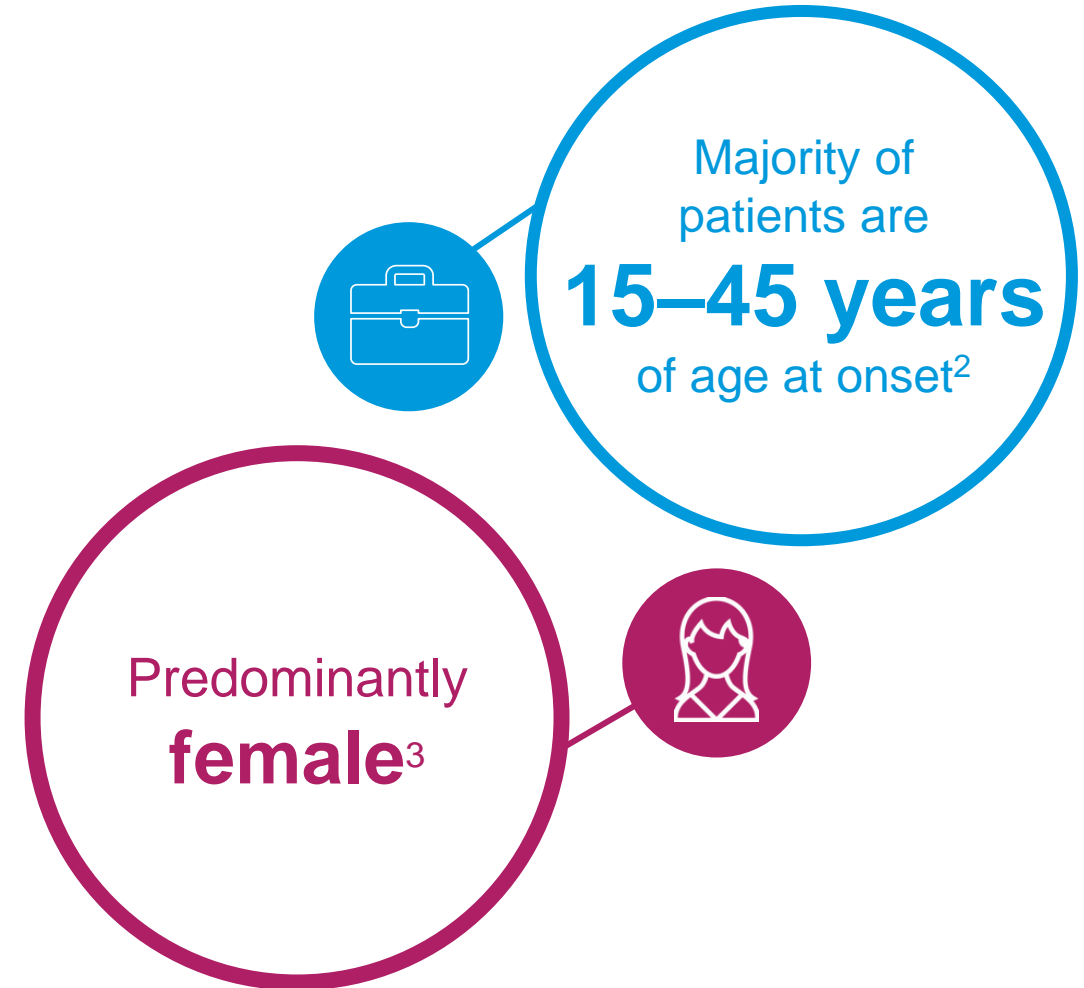 Majority of
patients are
15–45 years
of age at onset²
Predominantly
female³